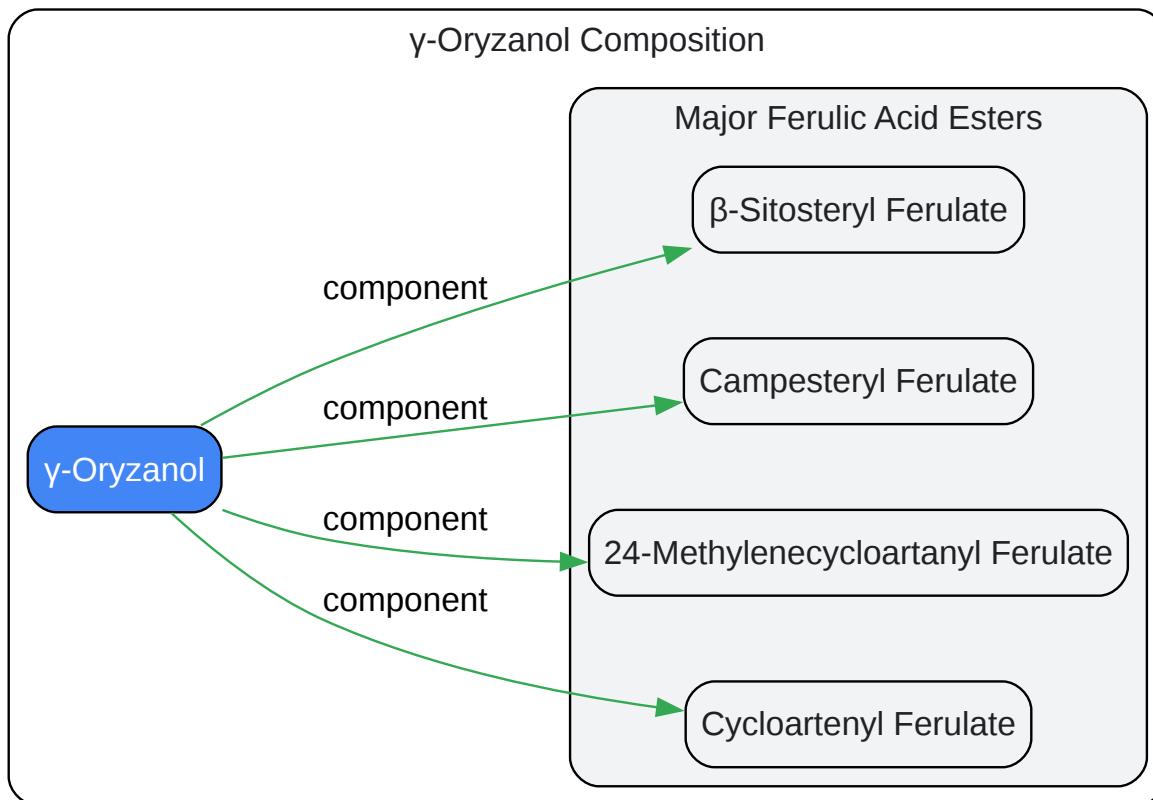 γ-Oryzanol Composition
Major Ferulic Acid Esters
β-Sitosteryl Ferulate
component
Campesteryl Ferulate
component
γ-Oryzanol
component
24-Methylenecycloartanyl Ferulate
component
Cycloartenyl Ferulate